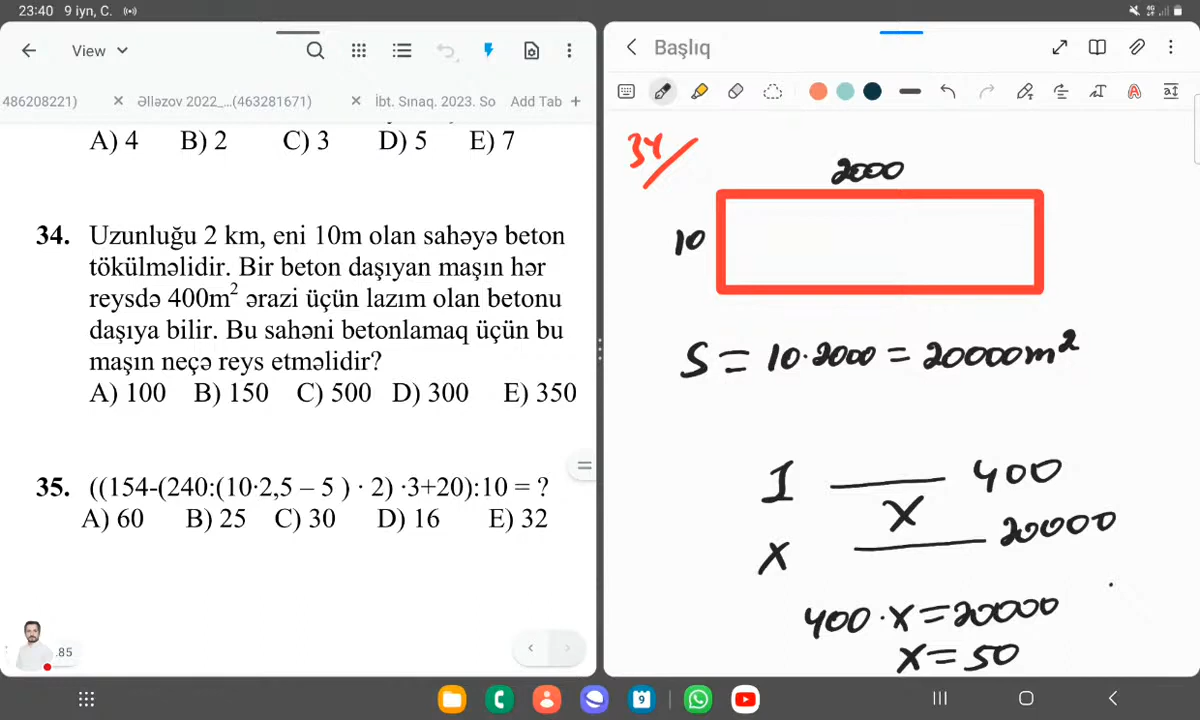 23:40 9 iyn, C.
View
486208221)
Əlləzov 2022_...(463281671)
İbt. Sınaq. 2023. So
Add Tab +
A) 4 B) 2 C) 3 D) 5 E) 7
34. Uzunluğu 2 km, eni 10m olan sahəyə beton
tökülməlidir. Bir beton daşıyan maşın hər
reysdə 400m² ərazi üçün lazım olan betonu
daşıya bilir. Bu sahəni betonlamaq üçün bu
maşın neçə reys etməlidir?
A) 100 B) 150 C) 500 D) 300 E) 350
35. ((154-(240:(10·2,5 – 5 ) · 2) ·3+20):10 = ?
A) 60 B) 25 C) 30 D) 16 E) 32
.85
Başlıq
34/
2000
10
S = 10·2000 = 20000m²
1 400
X
X 20000
400·X=20000
X=50
9